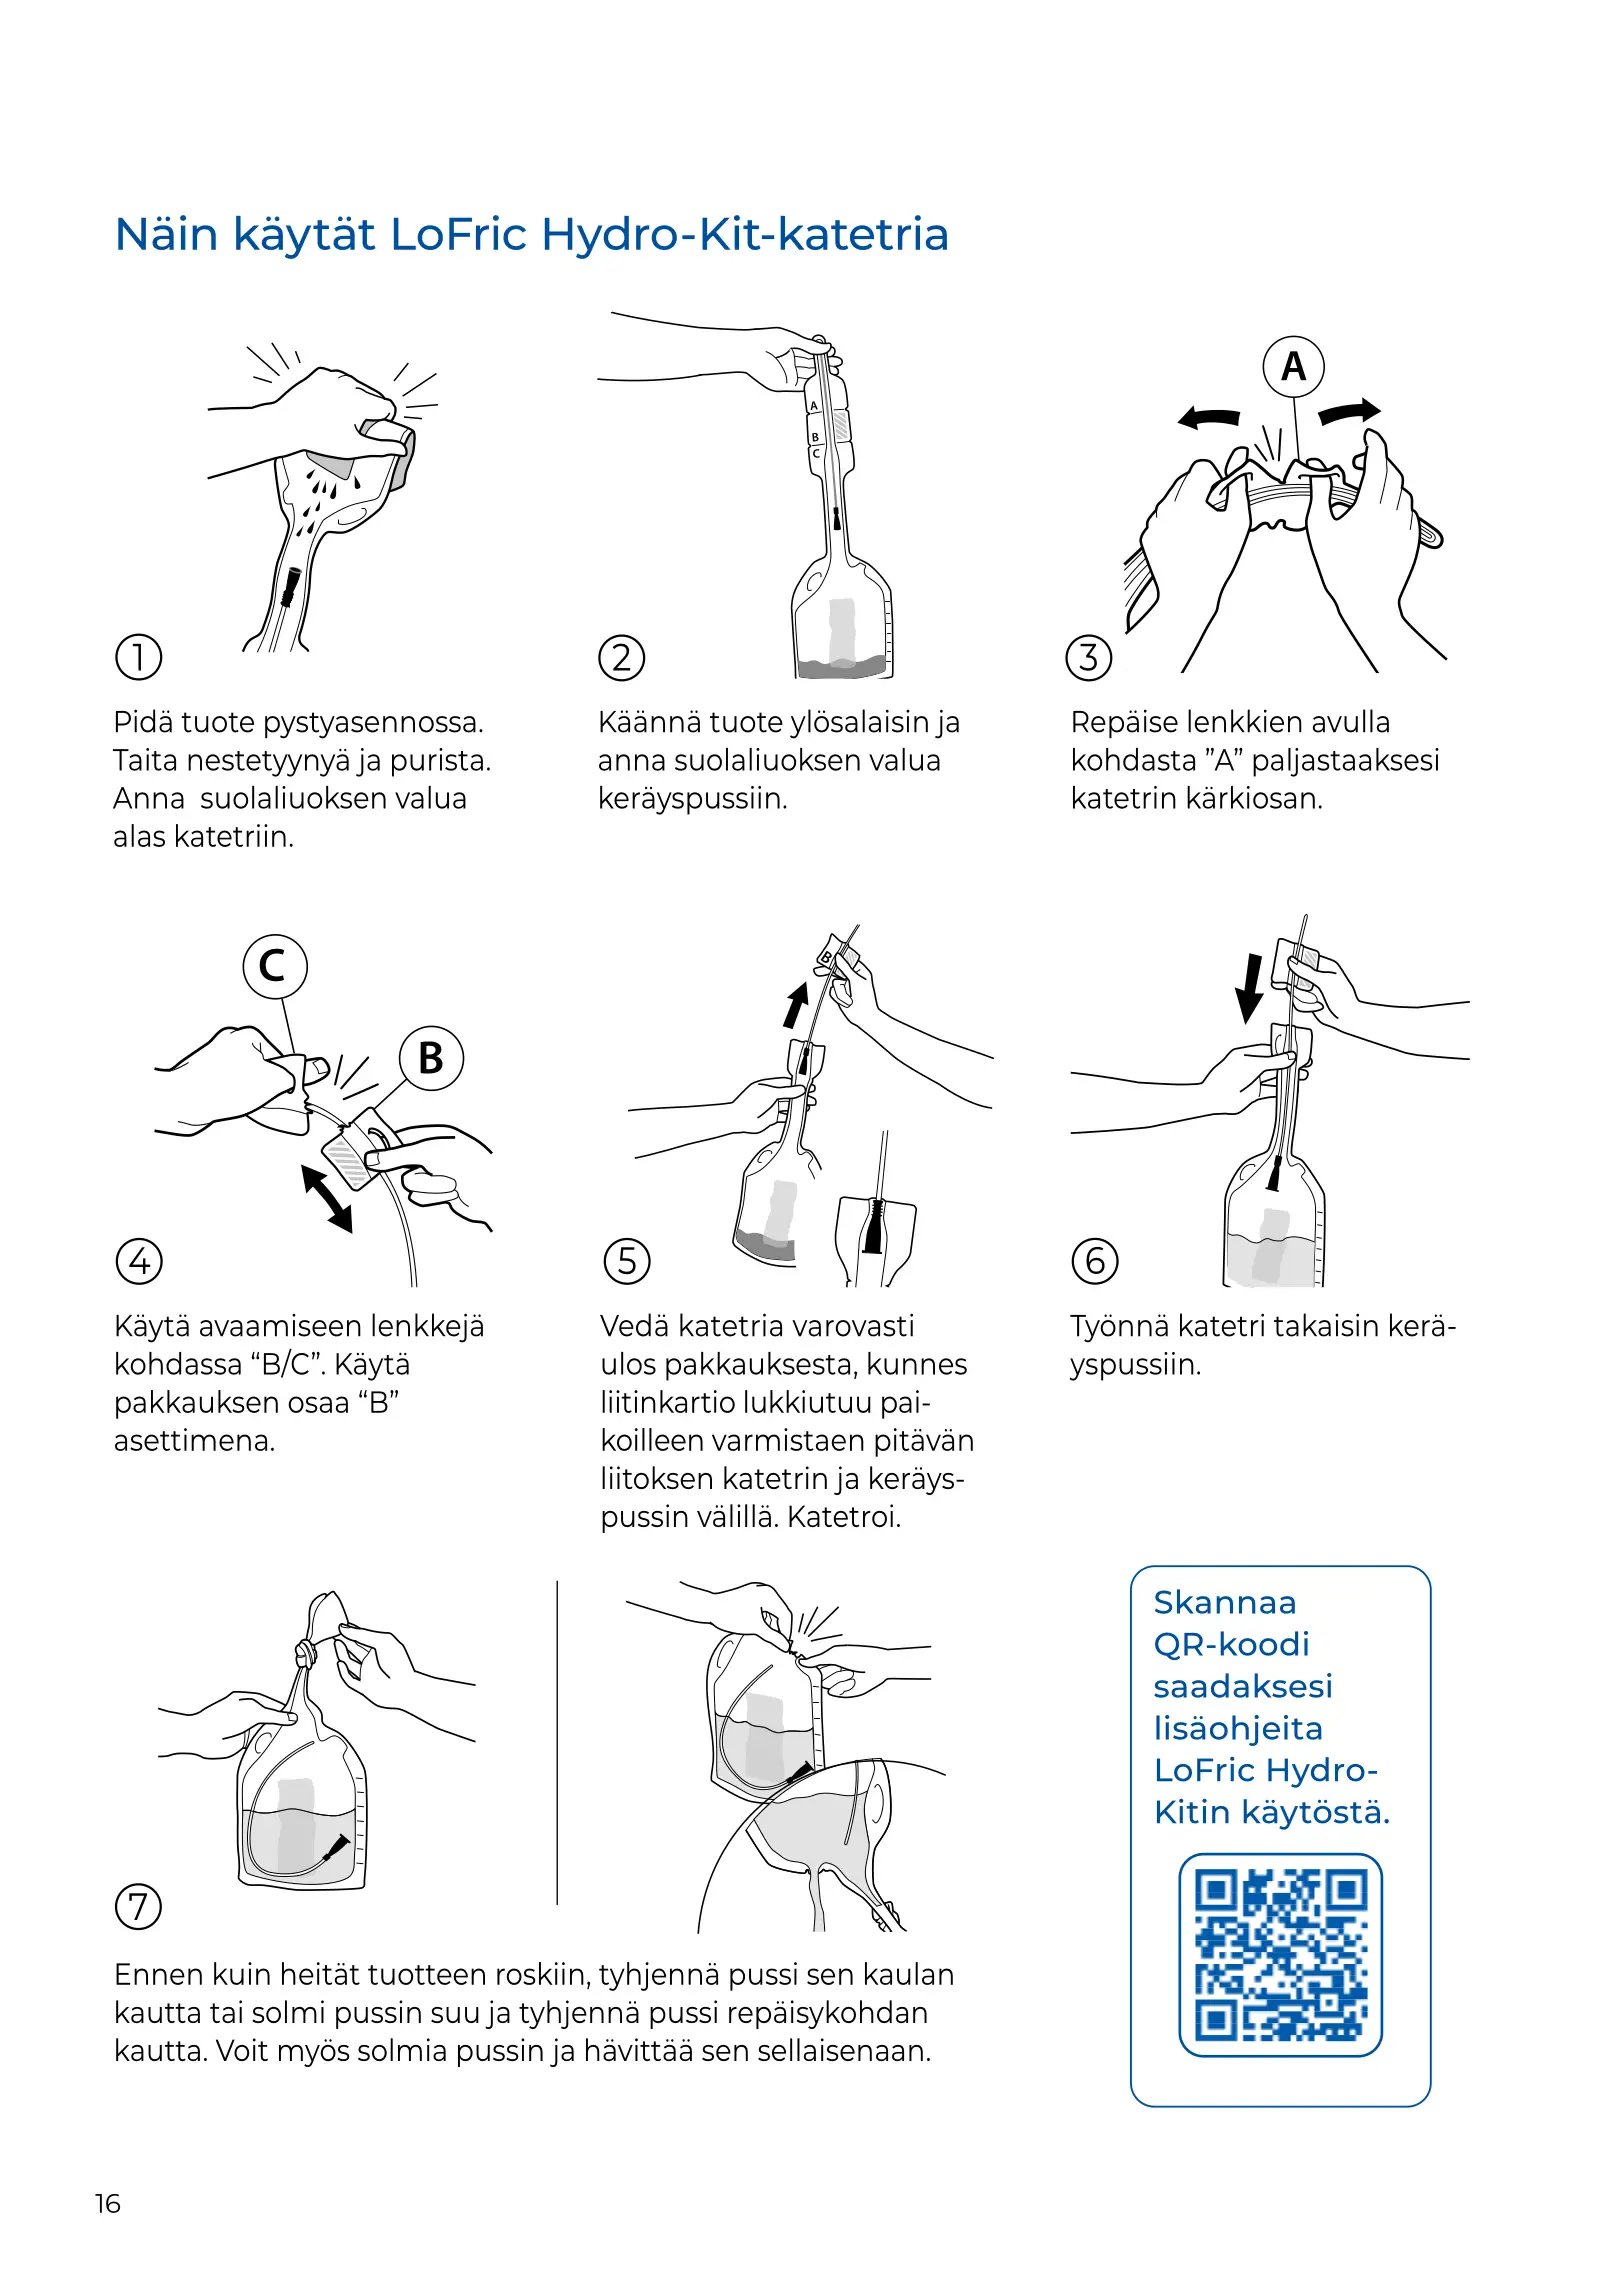 Näin käytät LoFric Hydro-Kit-katetria
A
B
C
A
1
2
3
Pidä tuote pystyasennossa.
Taita nestetyynyä ja purista.
Anna  suolaliuoksen valua
alas katetriin.
Käännä tuote ylösalaisin ja
anna suolaliuoksen valua
keräyspussiin.
Repäise lenkkien avulla
kohdasta ”A” paljastaaksesi
katetrin kärkiosan.
C
B
B
4
5
6
Käytä avaamiseen lenkkejä
kohdassa “B/C”. Käytä
pakkauksen osaa “B”
asettimena.
Vedä katetria varovasti
ulos pakkauksesta, kunnes
liitinkartio lukkiutuu pai-
koilleen varmistaen pitävän
liitoksen katetrin ja keräys-
pussin välillä. Katetroi.
Työnnä katetri takaisin kerä-
yspussiin.
7
Ennen kuin heität tuotteen roskiin, tyhjennä pussi sen kaulan
kautta tai solmi pussin suu ja tyhjennä pussi repäisykohdan
kautta. Voit myös solmia pussin ja hävittää sen sellaisenaan.
Skannaa
QR-koodi
saadaksesi
lisäohjeita
LoFric Hydro-
Kitin käytöstä.
16